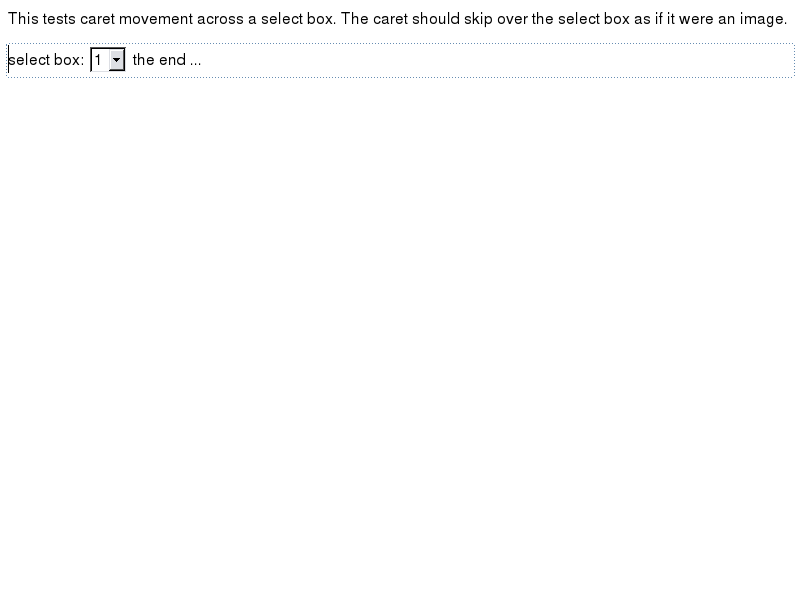 This tests caret movement across a select box. The caret should skip over the select box as if it were an image.
select box: 1 the end ...